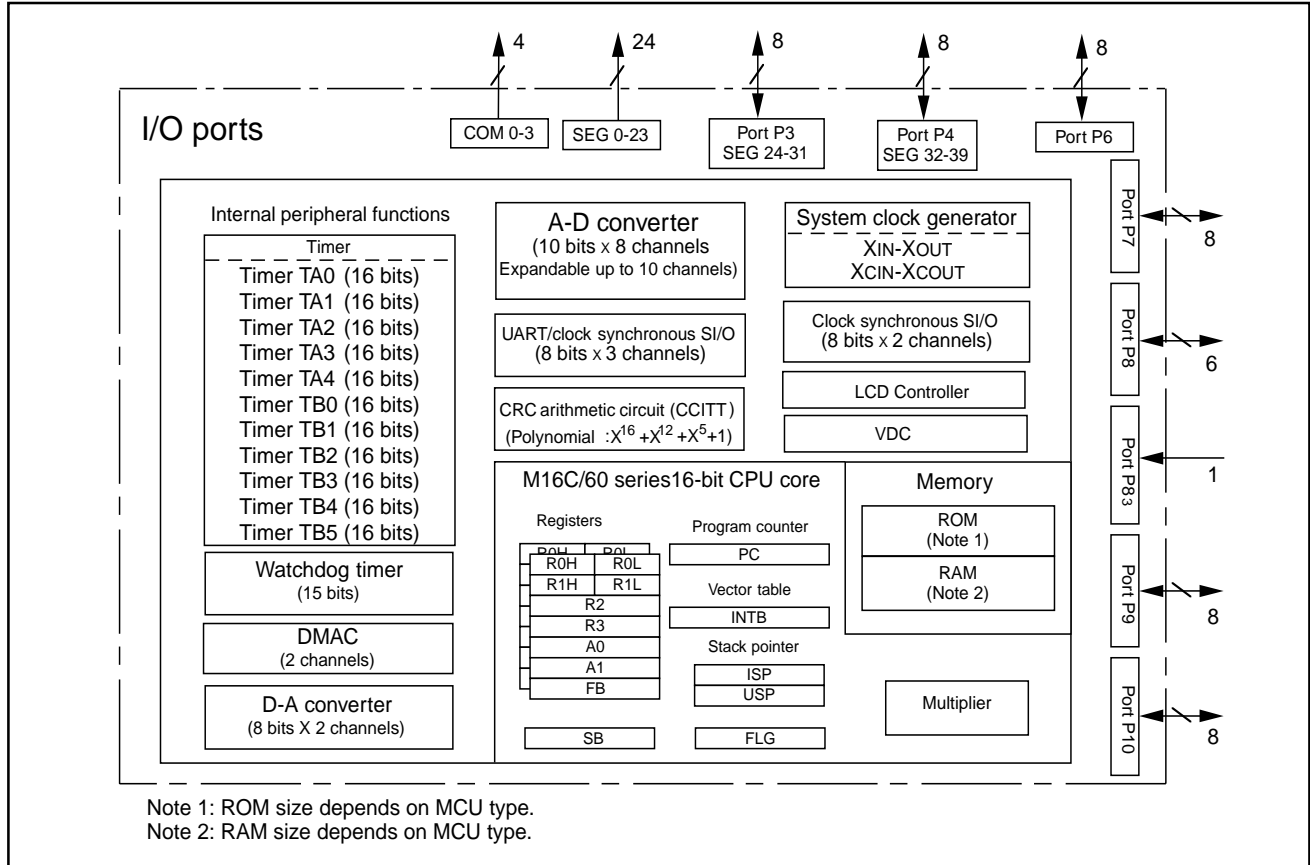 4
24
8
8
8
I/O ports
COM 0-3
SEG 0-23
Port P3
SEG 24-31
Port P4
SEG 32-39
Port P6
Internal peripheral functions
Timer
Timer TA0 (16 bits)
Timer TA1 (16 bits)
Timer TA2 (16 bits)
Timer TA3 (16 bits)
Timer TA4 (16 bits)
Timer TB0 (16 bits)
Timer TB1 (16 bits)
Timer TB2 (16 bits)
Timer TB3 (16 bits)
Timer TB4 (16 bits)
Timer TB5 (16 bits)
Watchdog timer
(15 bits)
DMAC
(2 channels)
D-A converter
(8 bits X 2 channels)
A-D converter
(10 bits x 8 channels
Expandable up to 10 channels)
UART/clock synchronous SI/O
(8 bits x 3 channels)
CRC arithmetic circuit (CCITT)
(Polynomial :X16 +X12 +X5+1)
System clock generator
XIN-XOUT
XCIN-XCOUT
Clock synchronous SI/O
(8 bits x 2 channels)
LCD Controller
VDC
M16C/60 series16-bit CPU core
Registers
R0H R0L
R0H R0L
R1H R1L
R2
R3
A0
A1
FB
SB
Program counter
PC
Vector table
INTB
Stack pointer
ISP
USP
FLG
Memory
ROM
(Note 1)
RAM
(Note 2)
Multiplier
Port P7
8
Port P8
6
Port P83
1
Port P9
8
Port P10
8
Note 1: ROM size depends on MCU type.
Note 2: RAM size depends on MCU type.